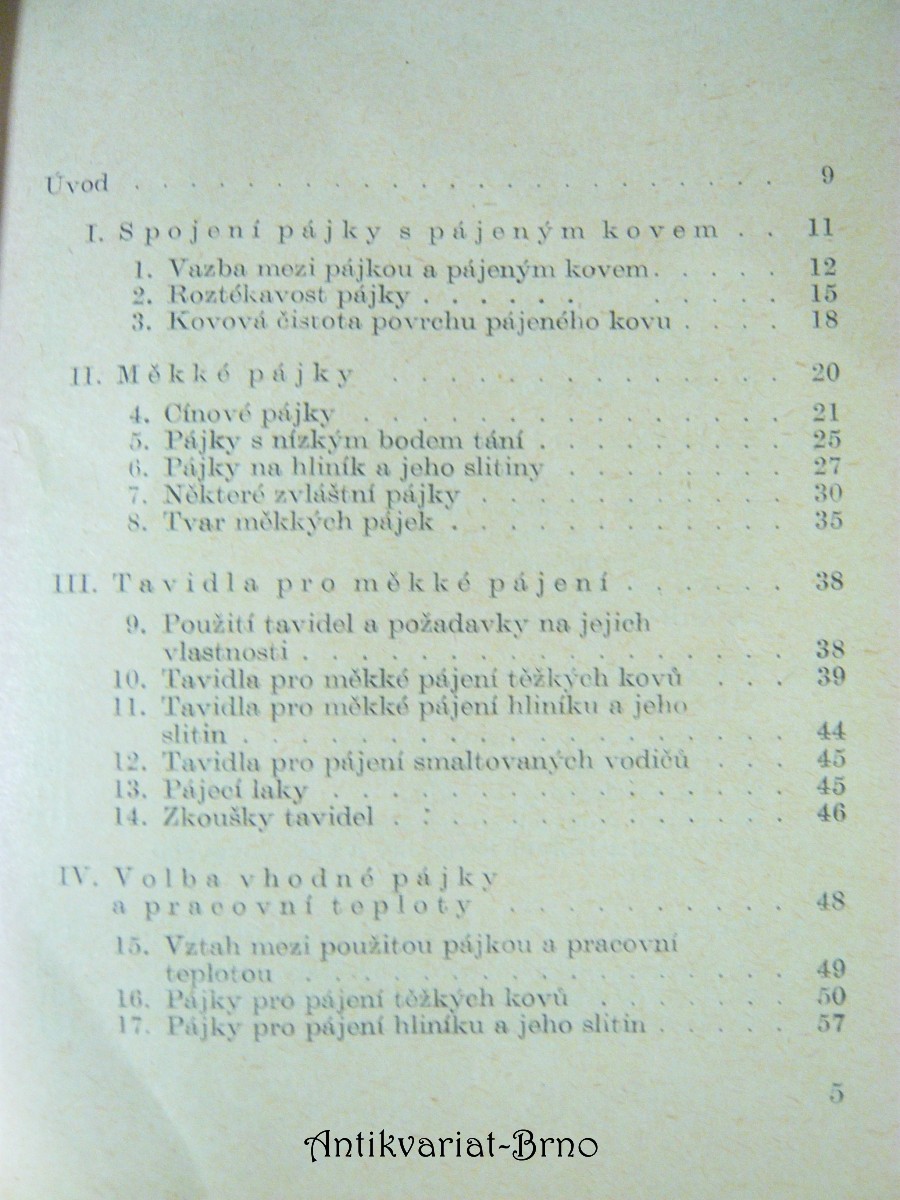 Úvod . . . . . . . . . . . . . . . . . . . . . . . 9
I. Spojení pájky s pájeným kovem . . 11
1. Vazba mezi pájkou a pájeným kovem . . . . . 12
2. Roztékavost pájky . . . . . . . . . . . 15
3. Kovová čistota povrchu pájeného kovu . . . . 18
II. Měkké pájky . . . . . . . . . . . . . . 20
4. Cínové pájky . . . . . . . . . . . . . . . 21
5. Pájky s nízkým bodem tání . . . . . . . . . 25
6. Pájky na hliník a jeho slitiny . . . . . . . . 27
7. Některé zvláštní pájky . . . . . . . . . . . 30
8. Tvar měkkých pájek . . . . . . . . . . . . 35
III. Tavidla pro měkké pájení . . . . . . 38
9. Použití tavidel a požadavky na jejich
vlastnosti . . . . . . . . . . . . . . . . . 38
10. Tavidla pro měkké pájení těžkých kovů . . . 39
11. Tavidla pro měkké pájení hliníku a jeho
slitin . . . . . . . . . . . . . . . . . . . 44
12. Tavidla pro pájení smaltovaných vodičů . . . 45
13. Pájecí laky . . . . . . . . . . . . . . . . 45
14. Zkoušky tavidel . . . . . . . . . . . . . . 46
IV. Volba vhodné pájky
a pracovní teploty . . . . . . . . . . 48
15. Vztah mezi použitou pájkou a pracovní
teplotou . . . . . . . . . . . . . . . . . 49
16. Pájky pro pájení těžkých kovů . . . . . . . 50
17. Pájky pro pájení hliníku a jeho slitin . . . . . 57
5
Antikvariat-Brno